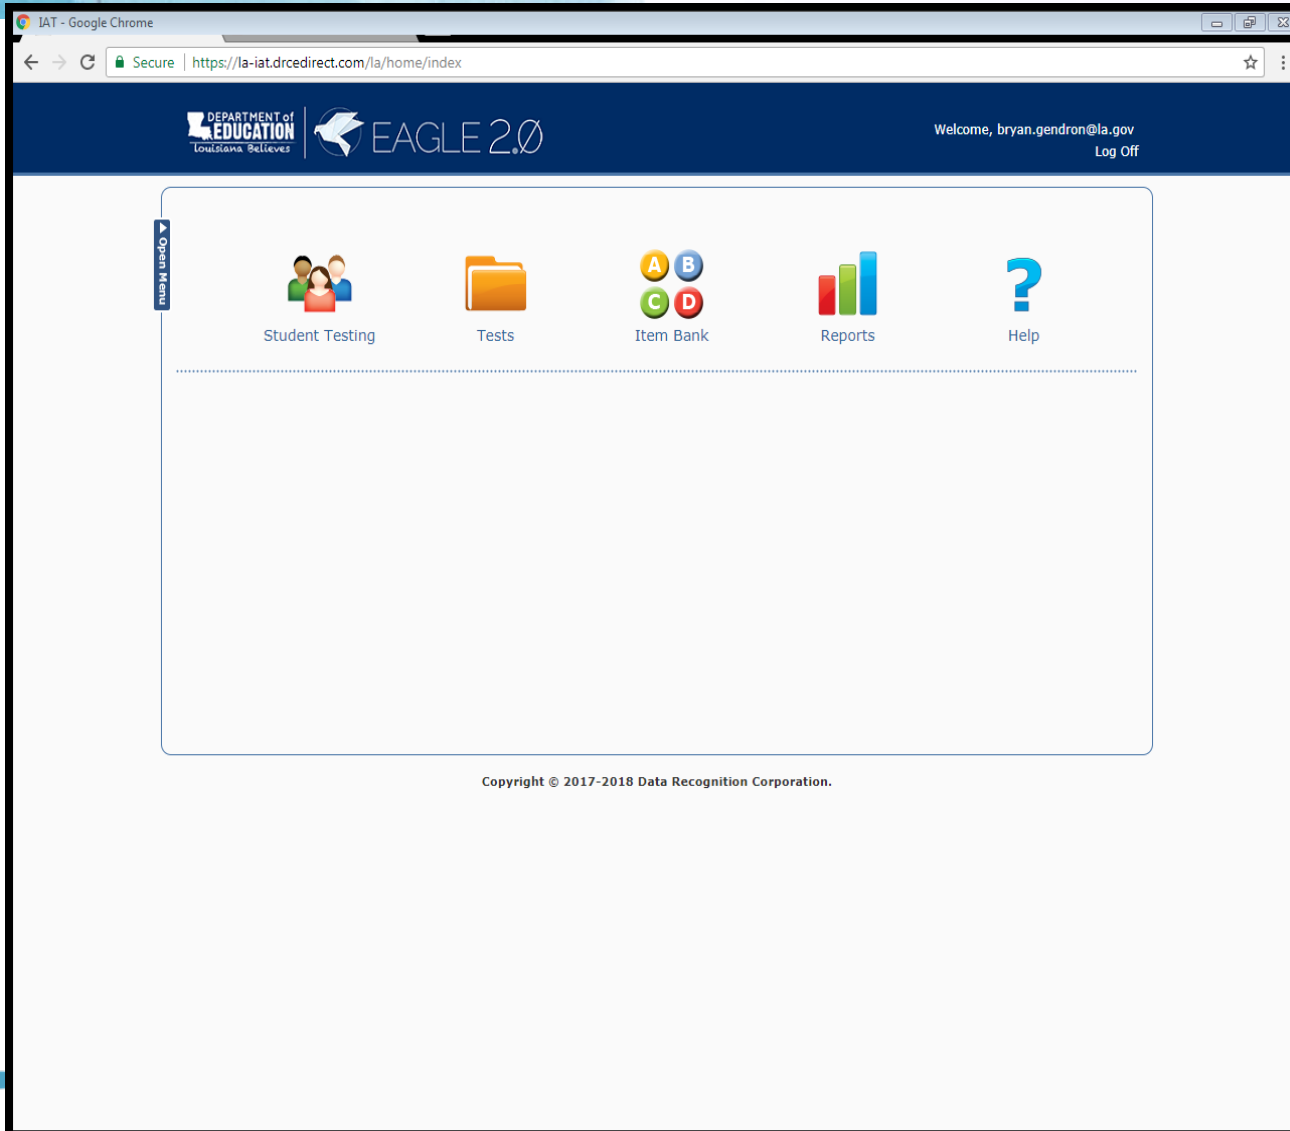 IAT - Google Chrome
Secure | https://la-iat.drcedirect.com/la/home/index
DEPARTMENT of
EDUCATION
Louisiana Believes
EAGLE 2.0
Welcome, bryan.gendron@la.gov
Log Off
Open Menu
A B
C D
?
Student Testing
Tests
Item Bank
Reports
Help
Copyright © 2017-2018 Data Recognition Corporation.